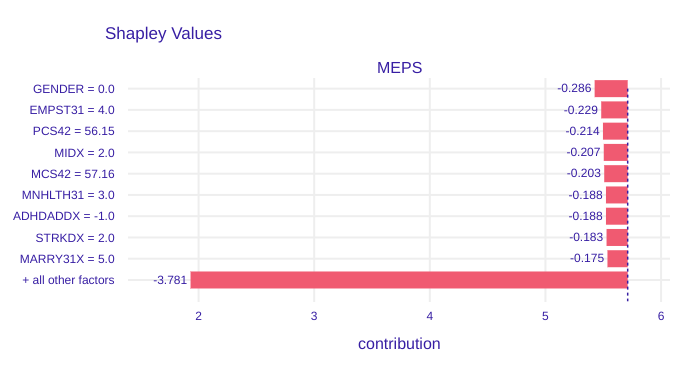 Shapley Values
MEPS
GENDER = 0.0 -0.286
EMPST31 = 4.0 -0.229
PCS42 = 56.15 -0.214
MIDX = 2.0 -0.207
MCS42 = 57.16 -0.203
MNHLTH31 = 3.0 -0.188
ADHDADDX = -1.0 -0.188
STRKDX = 2.0 -0.183
MARRY31X = 5.0 -0.175
+ all other factors -3.781
2 3 4 5 6
contribution